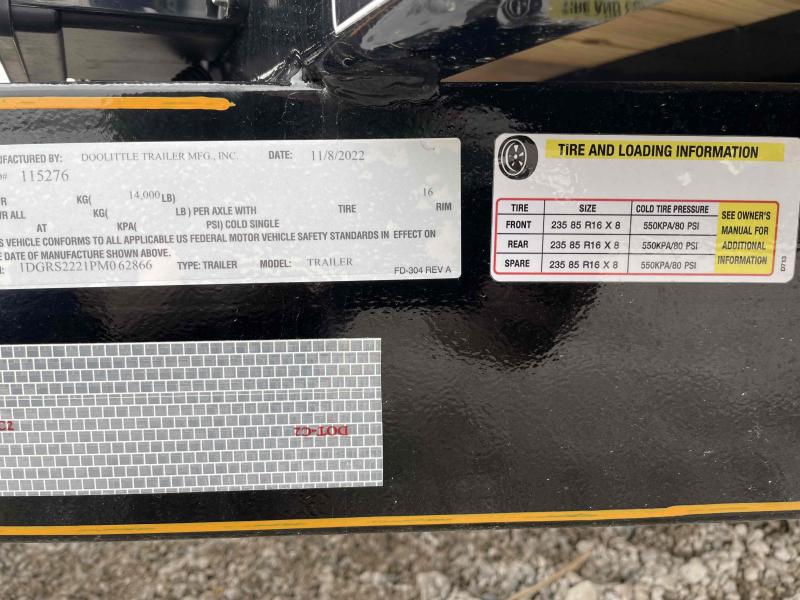 TIRE AND
NUFACTURED BY: DOOLITTLE TRAILER MFG., INC. DATE: 11/8/2022
D# 115276
R KG( 14,000 LB)
R ALL KG( LB ) PER AXLE WITH TIRE 16 RIM
AT KPA( PSI) COLD SINGLE
S VEHICLE CONFORMS TO ALL APPLICABLE US FEDERAL MOTOR VEHICLE SAFETY STANDARDS IN EFFECT ON
E DATE OF MANUFACTURE SHOWN ABOVE.
1DGRS2221PM062866 TYPE: TRAILER MODEL: TRAILER
FD-304 REV A
TIRE AND LOADING INFORMATION
TIRE SIZE COLD TIRE PRESSURE
FRONT 235 85 R16 X 8 550KPA/80 PSI
REAR 235 85 R16 X 8 550KPA/80 PSI
SPARE 235 85 R16 X 8 550KPA/80 PSI
SEE OWNER'S
MANUAL FOR
ADDITIONAL
INFORMATION
D713
C2
DOT-C2